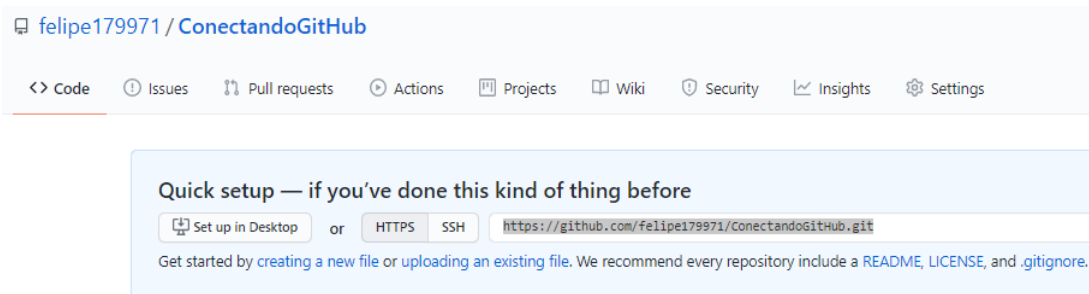 felipe179971 / ConectandoGitHub
<> Code Issues Pull requests Actions Projects Wiki Security Insights Settings
Quick setup — if you’ve done this kind of thing before
Set up in Desktop or HTTPS SSH https://github.com/felipe179971/ConectandoGitHub.git
Get started by creating a new file or uploading an existing file. We recommend every repository include a README, LICENSE, and .gitignore.